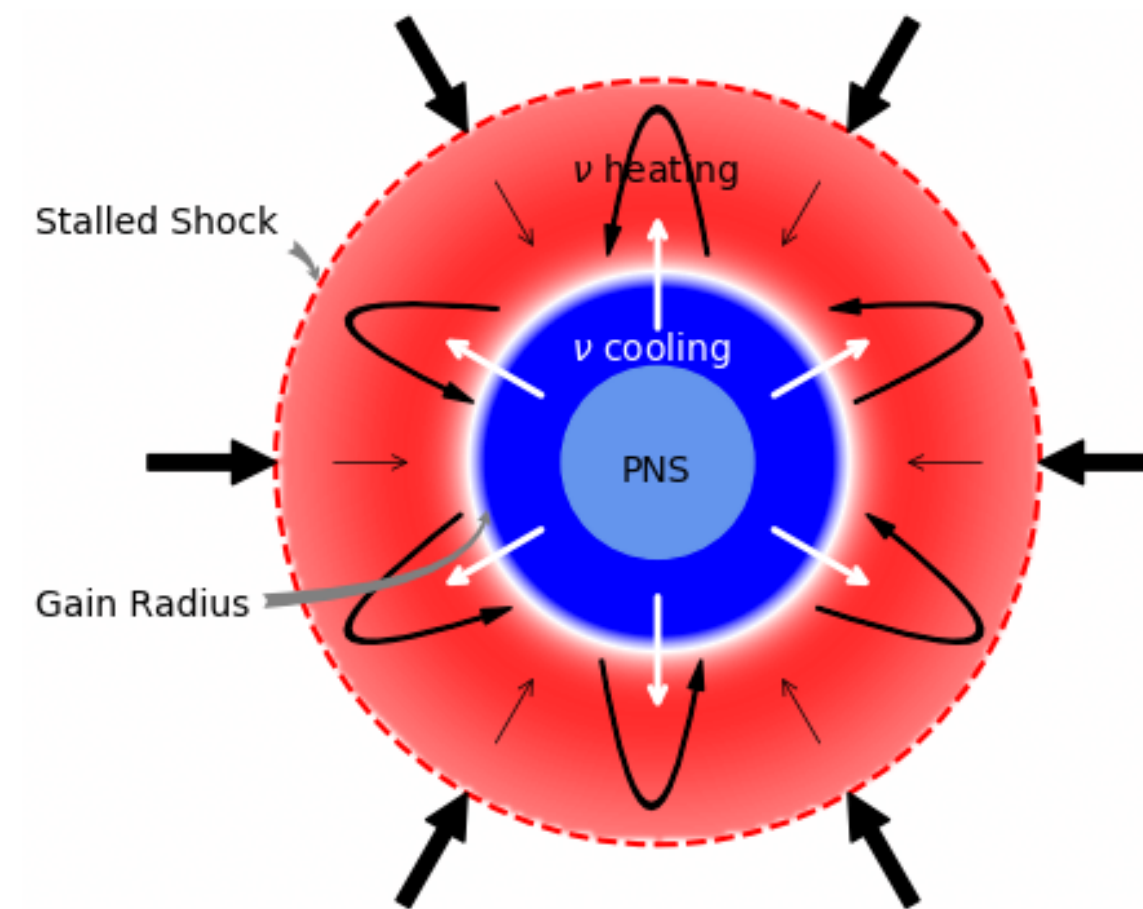 ν heating
Stalled Shock
ν cooling
PNS
Gain Radius